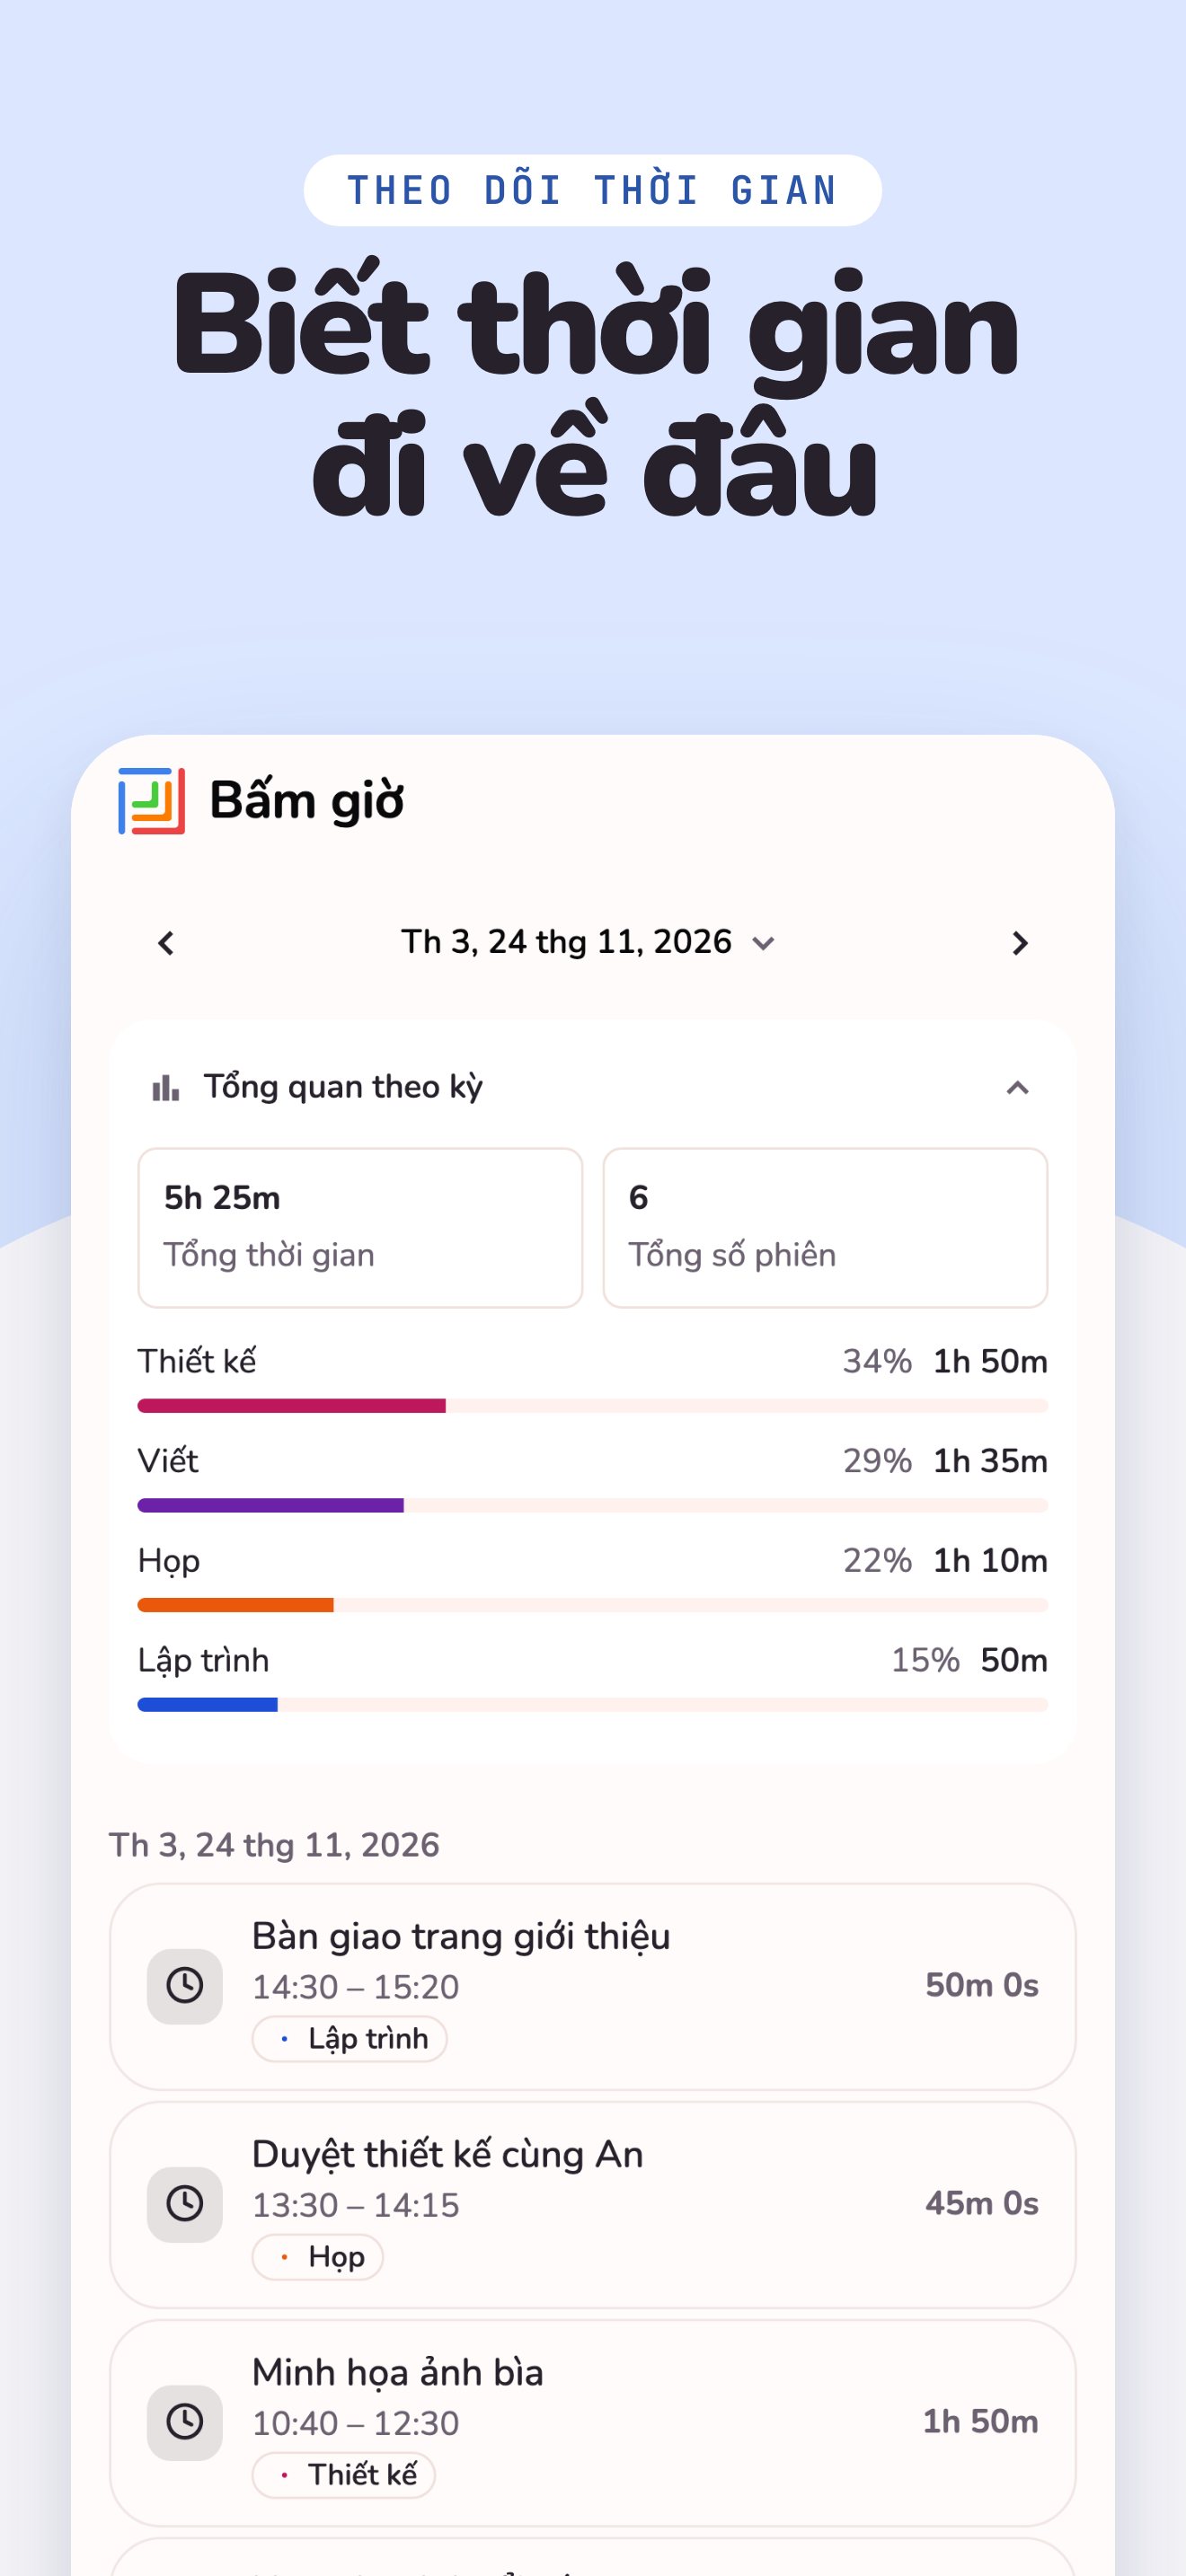 THEO DÕI THỜI GIAN
Biết thời gian
đi về đâu
Bấm giờ
Th 3, 24 thg 11, 2026
Tổng quan theo kỳ
5h 25m
Tổng thời gian
6
Tổng số phiên
Thiết kế 34% 1h 50m
Viết 29% 1h 35m
Họp 22% 1h 10m
Lập trình 15% 50m
Th 3, 24 thg 11, 2026
Bàn giao trang giới thiệu
14:30 – 15:20
50m 0s
Lập trình
Duyệt thiết kế cùng An
13:30 – 14:15
45m 0s
Họp
Minh họa ảnh bìa
10:40 – 12:30
1h 50m
Thiết kế